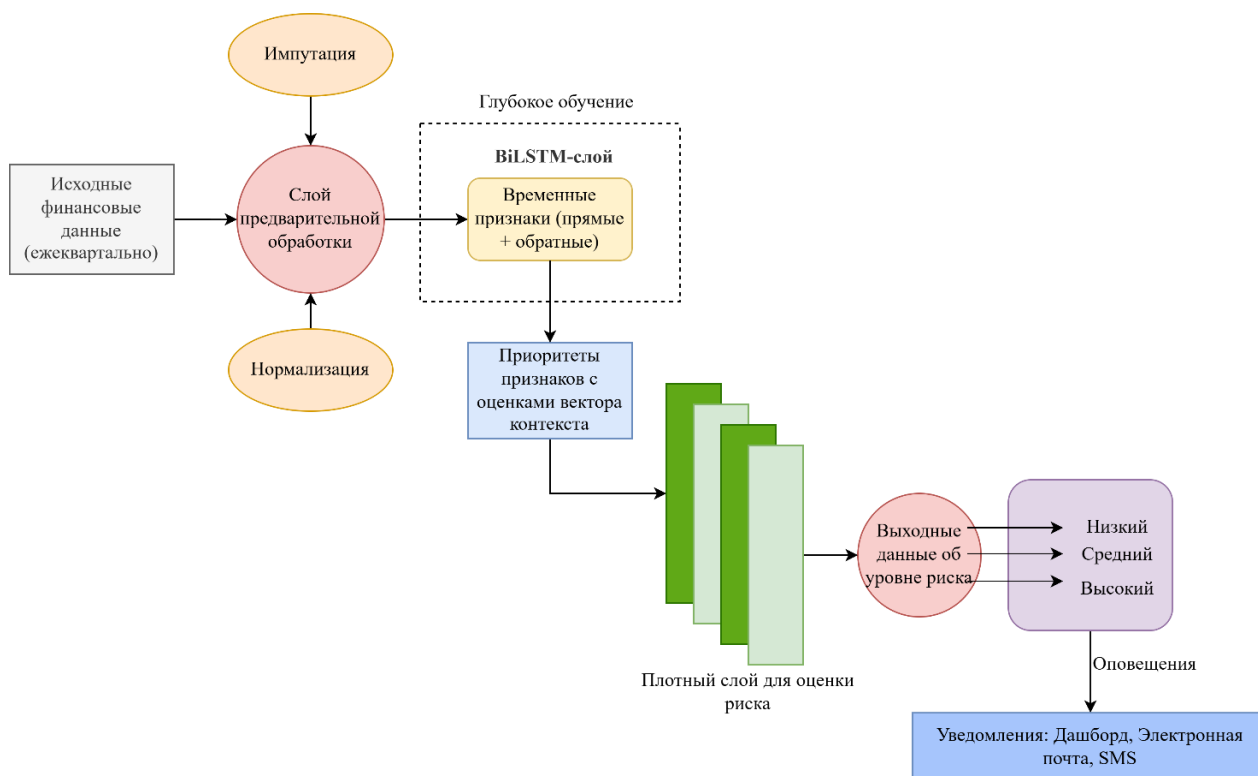 Импутация
Глубокое обучение
BiLSTM-слой
Исходные
финансовые
данные
(ежеквартально)
Слой
предварительной
обработки
Временные
признаки (прямые
+ обратные)
Нормализация
Приоритеты
признаков с
оценками вектора
контекста
Выходные
данные об
уровне риска
Низкий
Средний
Высокий
Плотный слой для оценки
риска
Оповещения
Уведомления: Дашборд, Электронная
почта, SMS